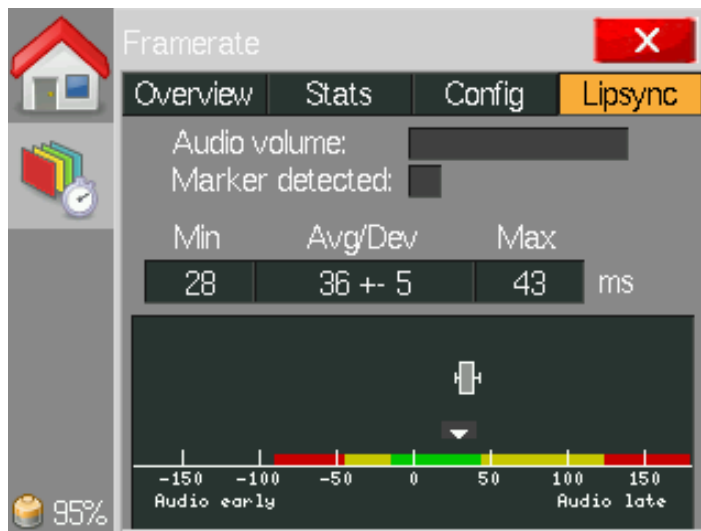 Framerate
Overview Stats Config Lipsync
Audio volume:
Marker detected:
Min Avg/Dev Max
28 36 +- 5 43 ms
-150 -100 -50 0 50 100 150
Audio early Audio late
95%